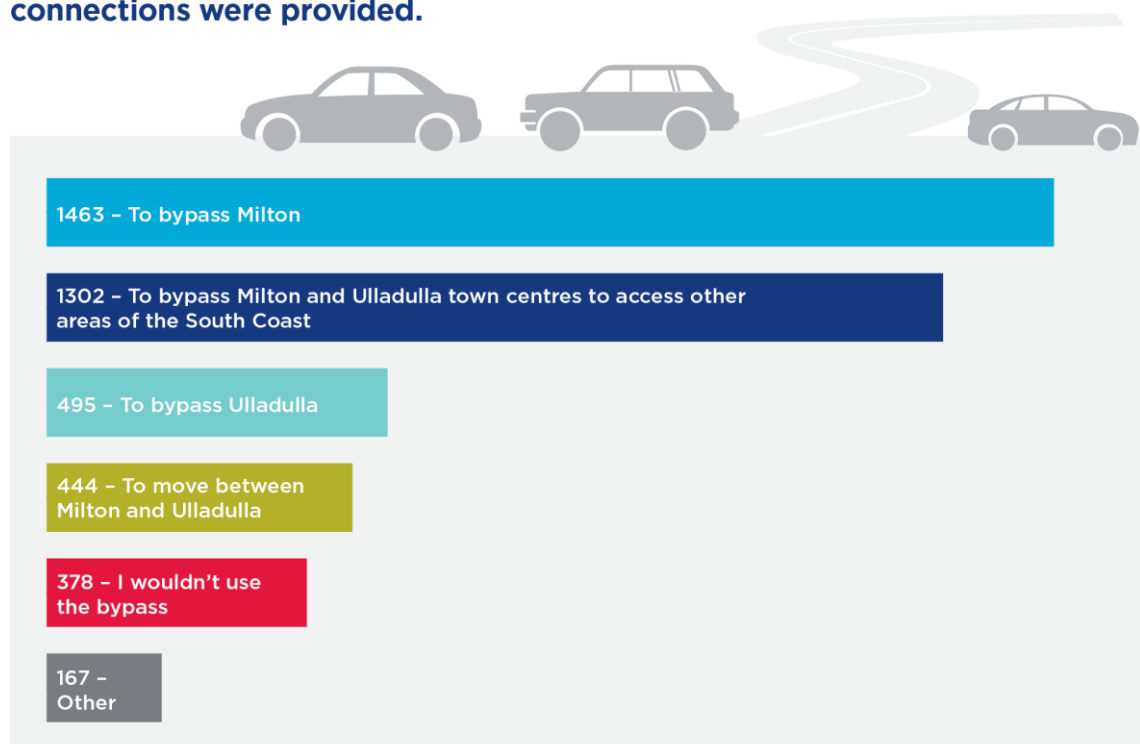 connections were provided.
1463 – To bypass Milton
1302 – To bypass Milton and Ulladulla town centres to access other
areas of the South Coast
495 – To bypass Ulladulla
444 – To move between
Milton and Ulladulla
378 – I wouldn’t use
the bypass
167 –
Other